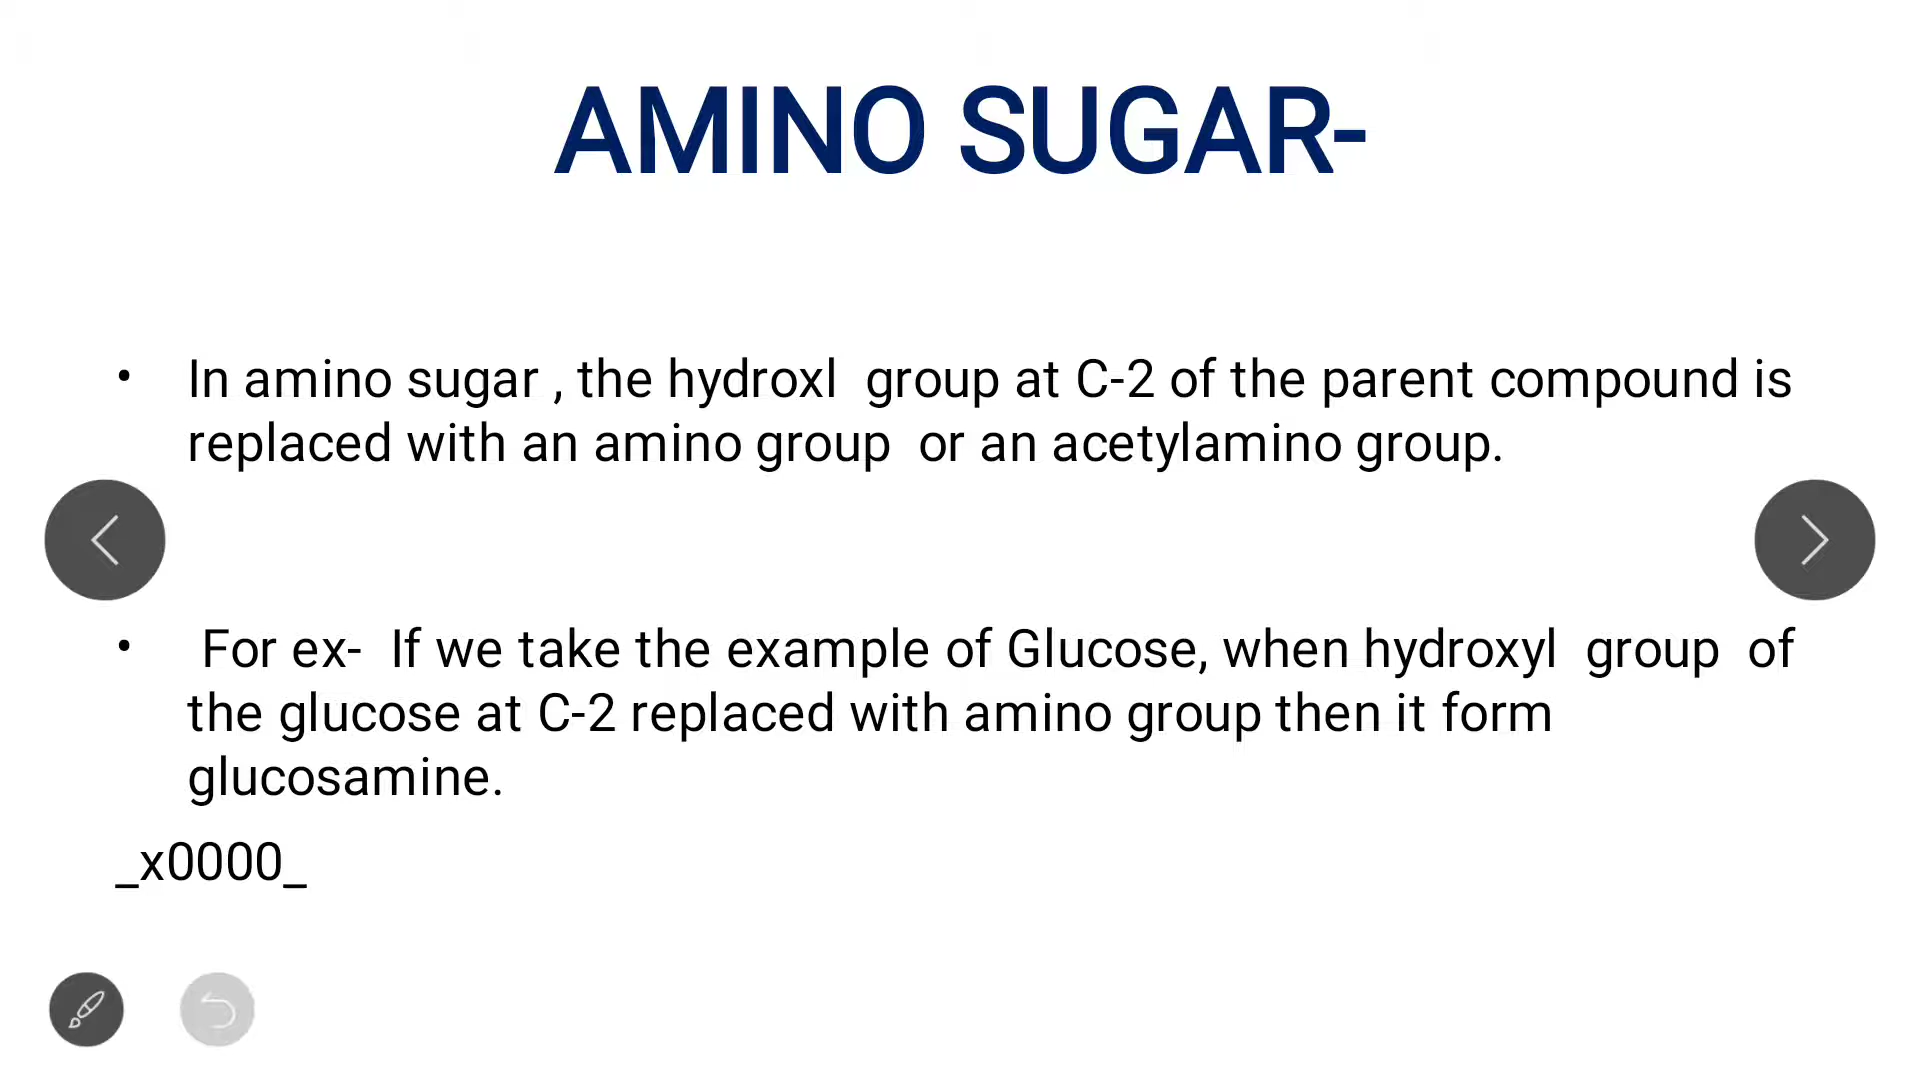 AMINO SUGAR-
• In amino sugar , the hydroxl group at C-2 of the parent compound is
replaced with an amino group or an acetylamino group.
• For ex- If we take the example of Glucose, when hydroxyl group of
the glucose at C-2 replaced with amino group then it form
glucosamine.
_x0000_